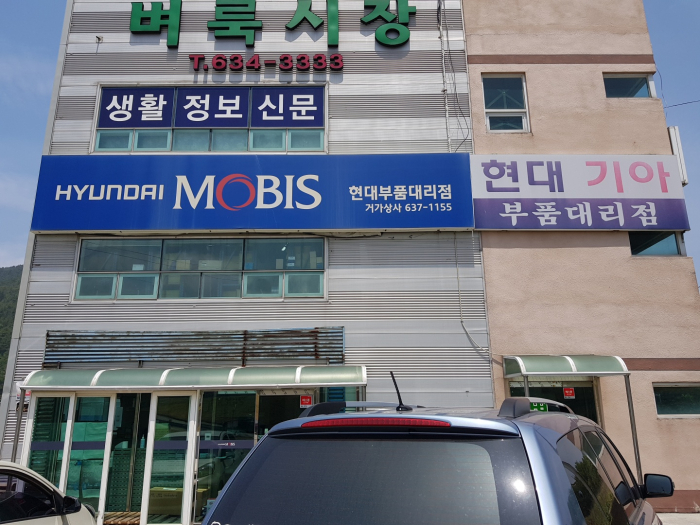 벼룩시장
T.634-3333
생활 정보 신문
HYUNDAI MOBIS
현대부품대리점
거가상사 637-1155
현대 기아
부품대리점